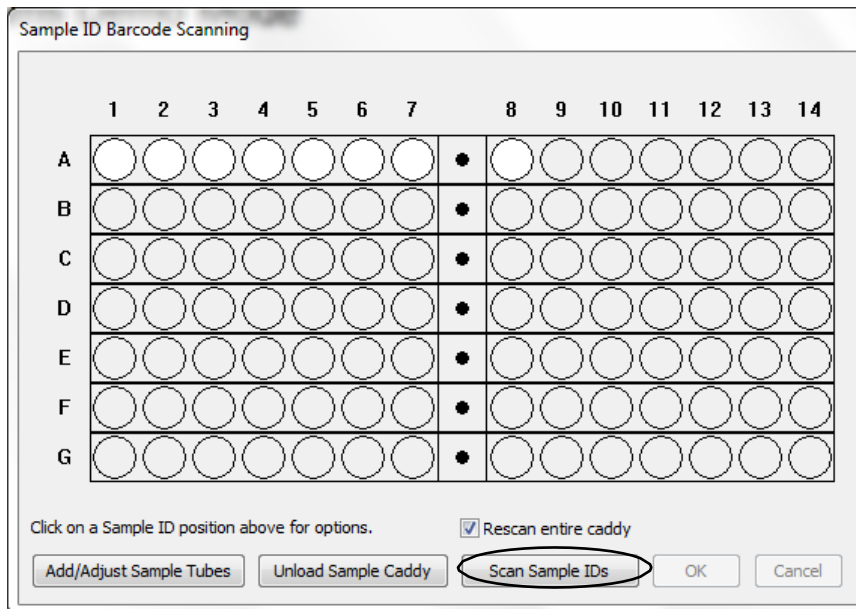 Sample ID Barcode Scanning
1 2 3 4 5 6 7 8 9 10 11 12 13 14
A
B
C
D
E
F
G
Click on a Sample ID position above for options.
Rescan entire caddy
Add/Adjust Sample Tubes
Unload Sample Caddy
Scan Sample IDs
OK
Cancel